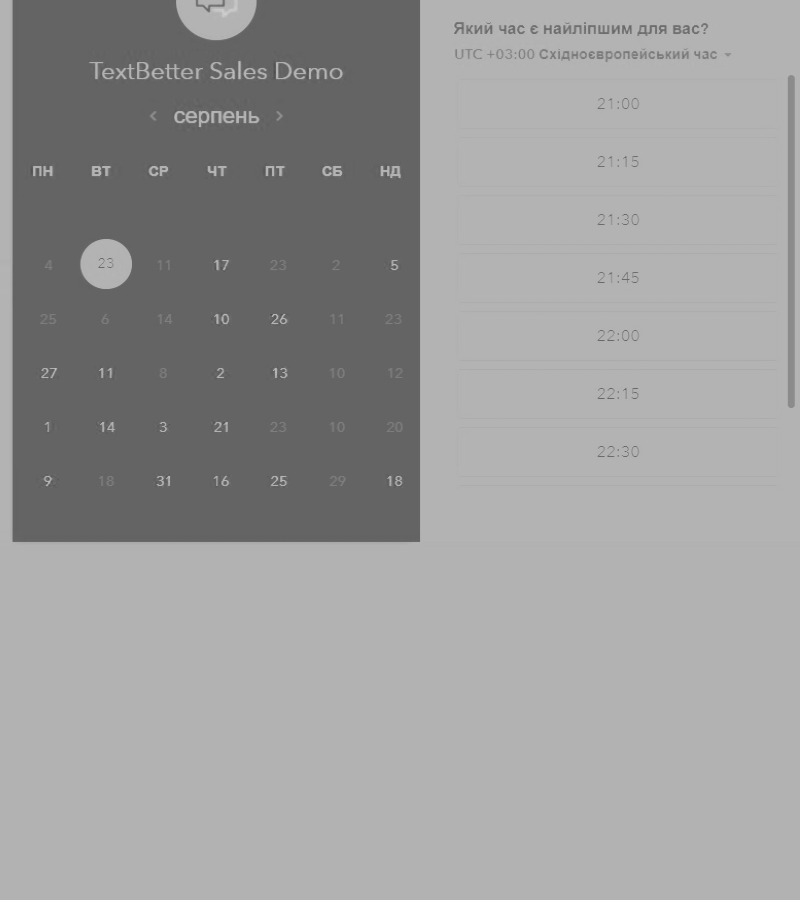 TextBetter Sales Demo
серпень
ПН ВТ СР ЧТ ПТ СБ НД
4 23 11 17 23 2 5
25 6 14 10 26 11 23
27 11 8 2 13 10 12
1 14 3 21 23 10 20
9 18 31 16 25 29 18
Який час є найліпшим для вас?
UTC +03:00 Східноєвропейський час
21:00
21:15
21:30
21:45
22:00
22:15
22:30